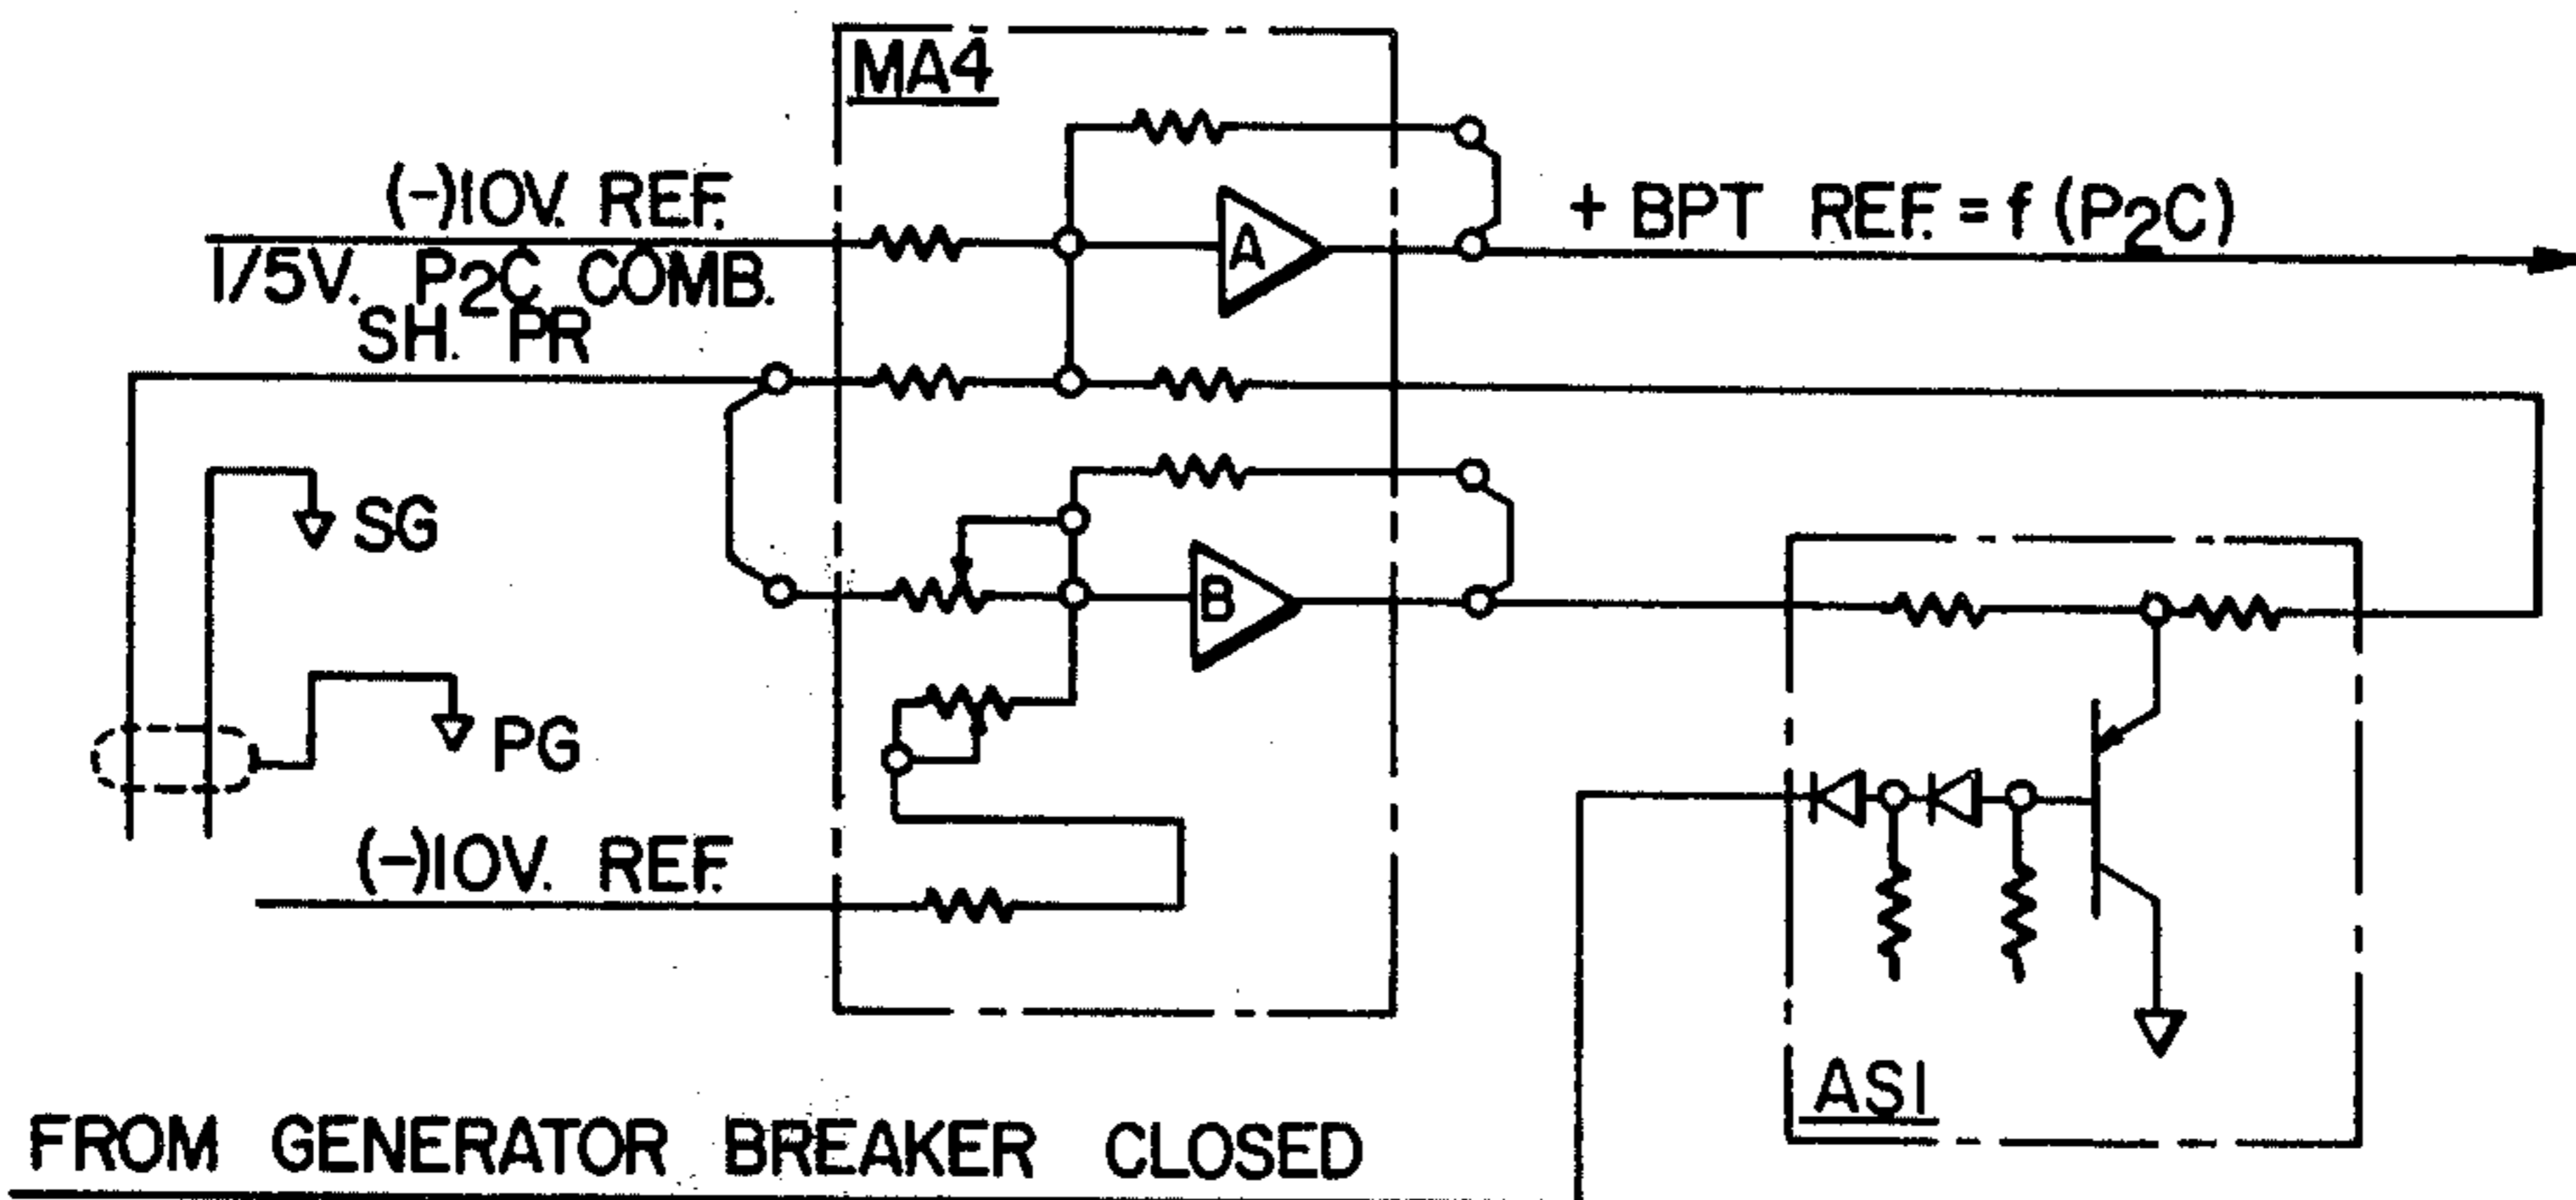 MA4
(-)10V. REF.
1/5V. P2C COMB.
SH. PR
A
+ BPT REF. = f (P2C)
SG
B
PG
(-)10V. REF.
AS1
FROM GENERATOR BREAKER CLOSED